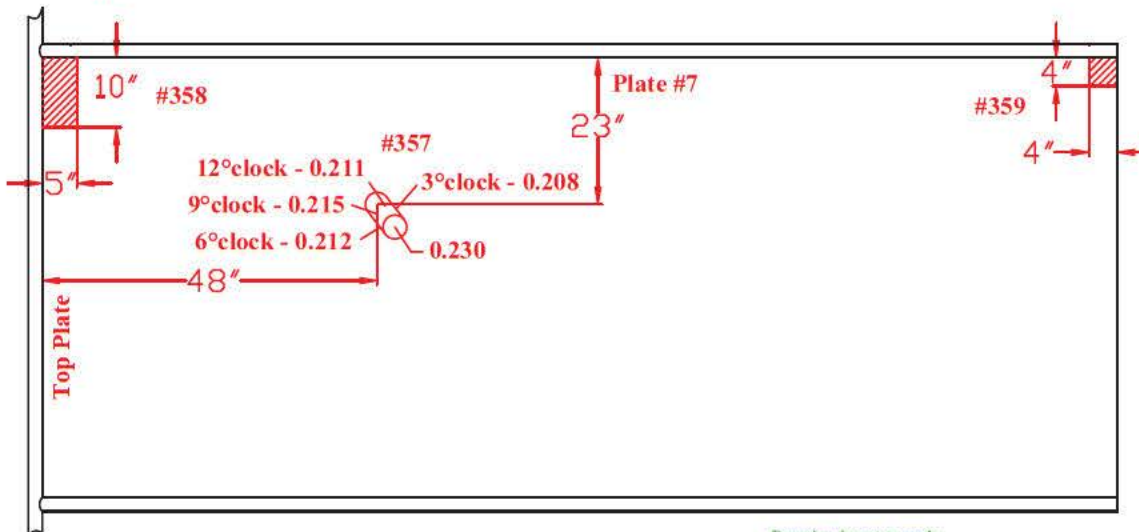 10"
#358
Plate #7
4"
#359
23"
#357
12°clock - 0.211
3°clock - 0.208
4"
5"
9°clock - 0.215
6°clock - 0.212
0.230
48"
Top Plate